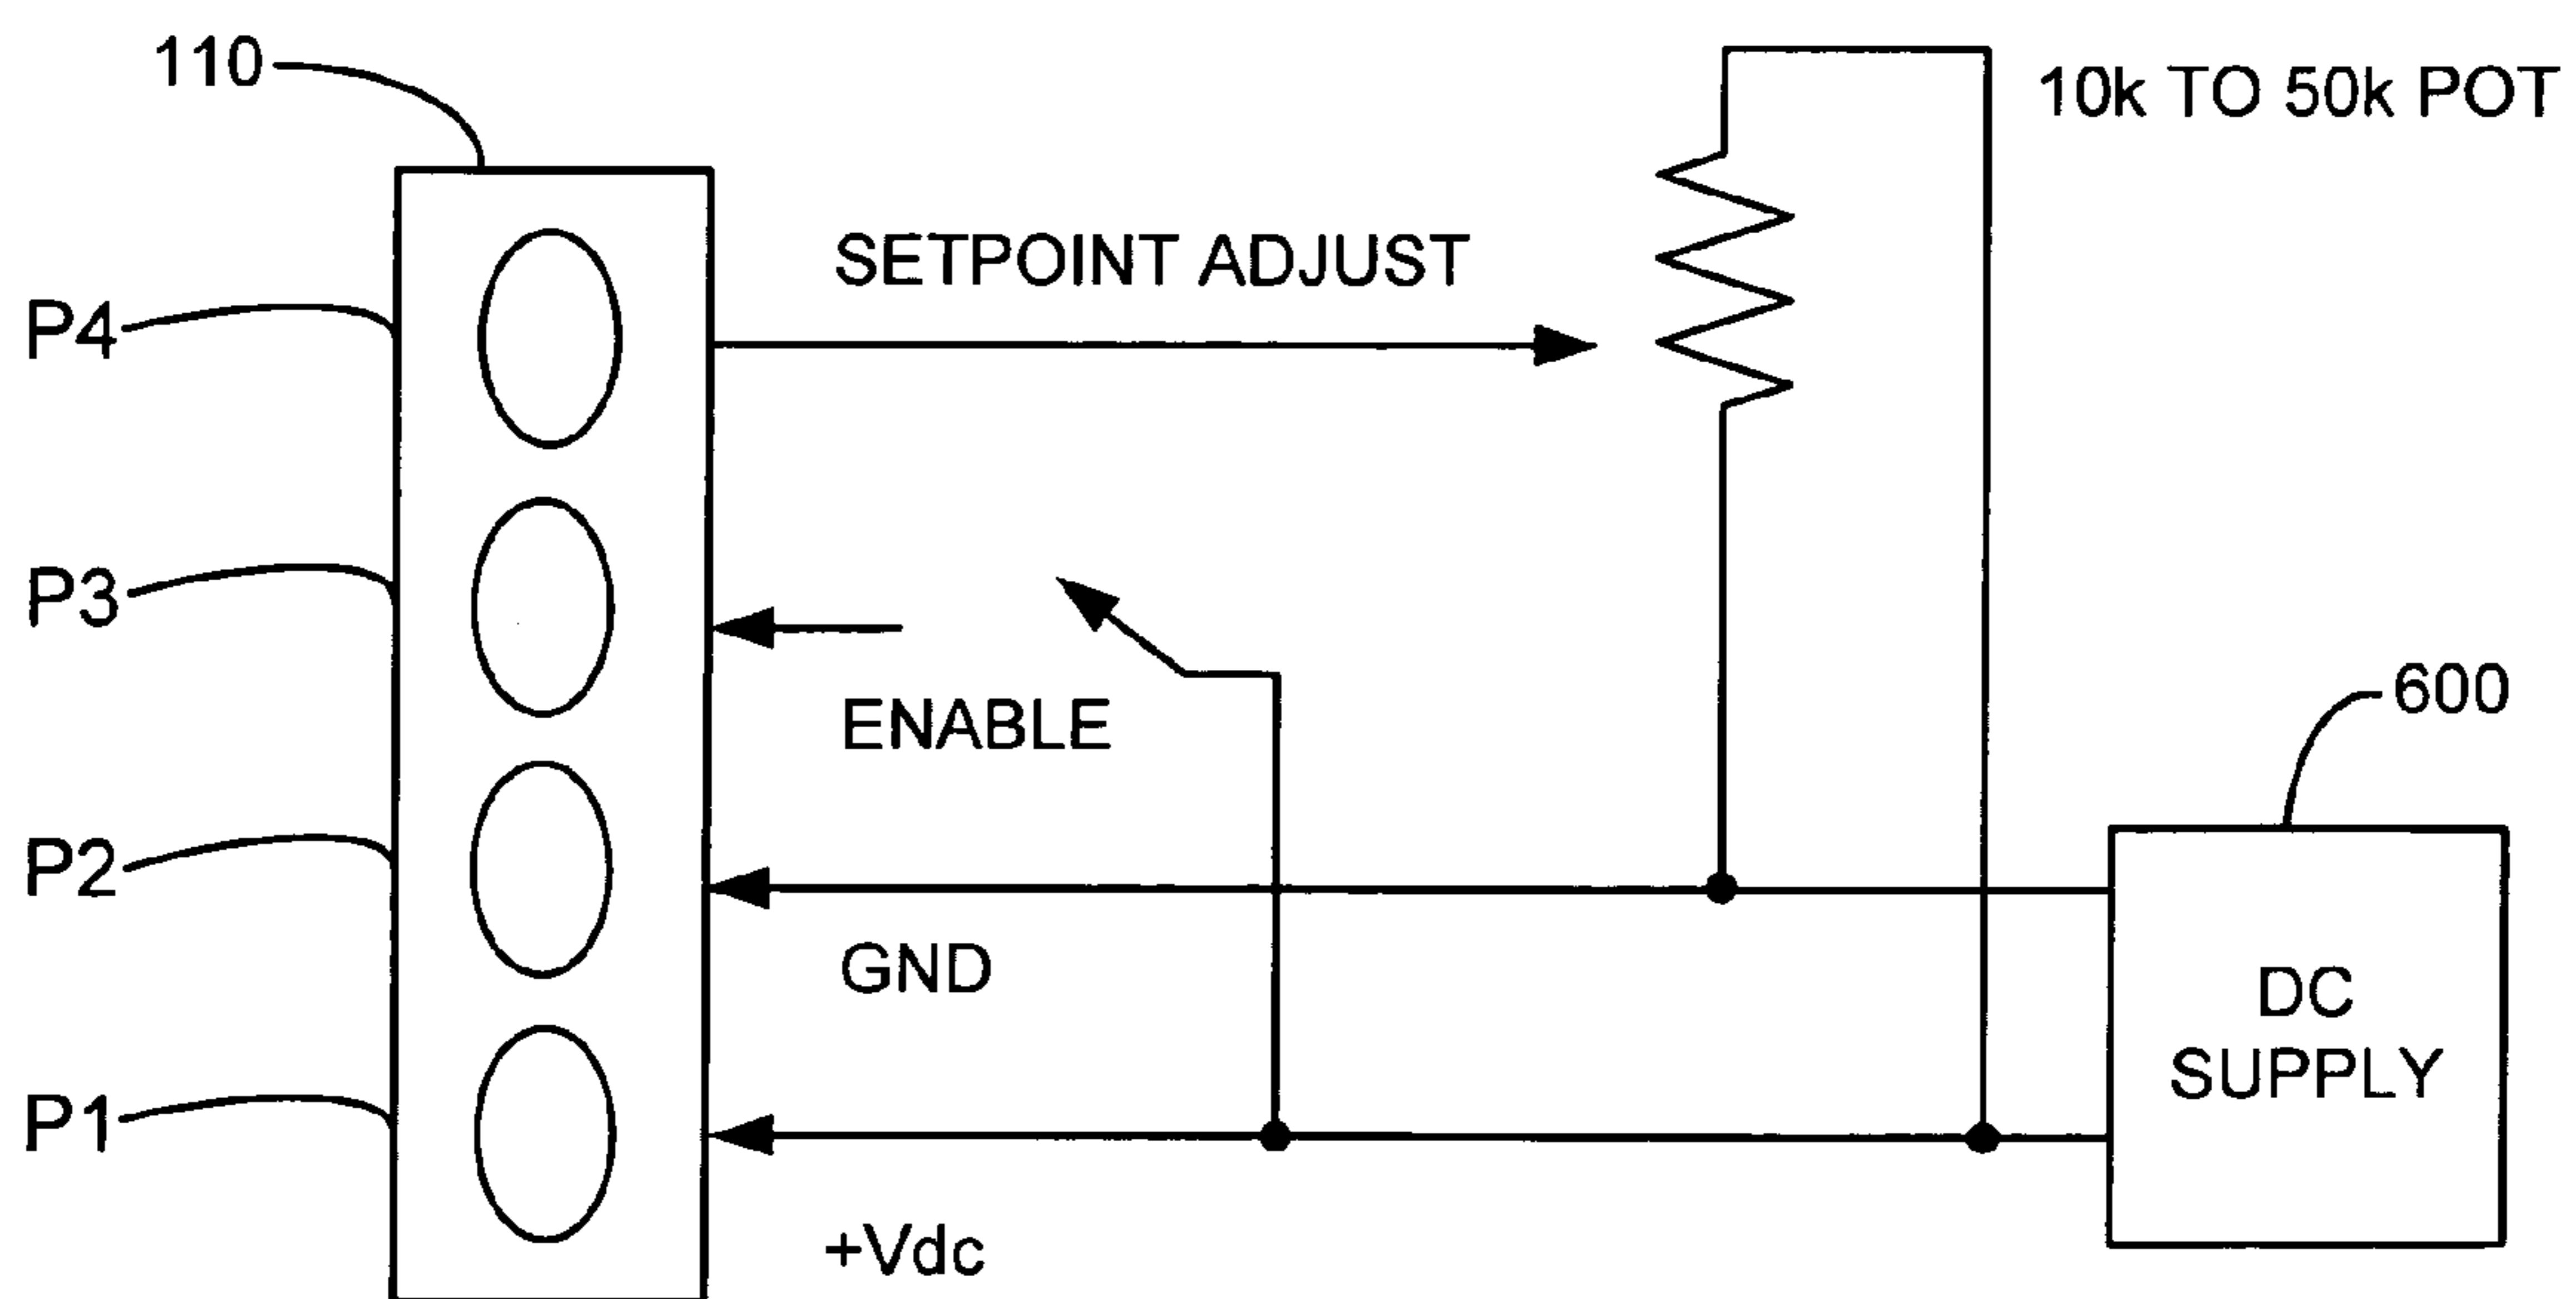 110
10k TO 50k POT
SETPOINT ADJUST
P4
P3
ENABLE
600
P2
GND
DC
SUPPLY
P1
+Vdc